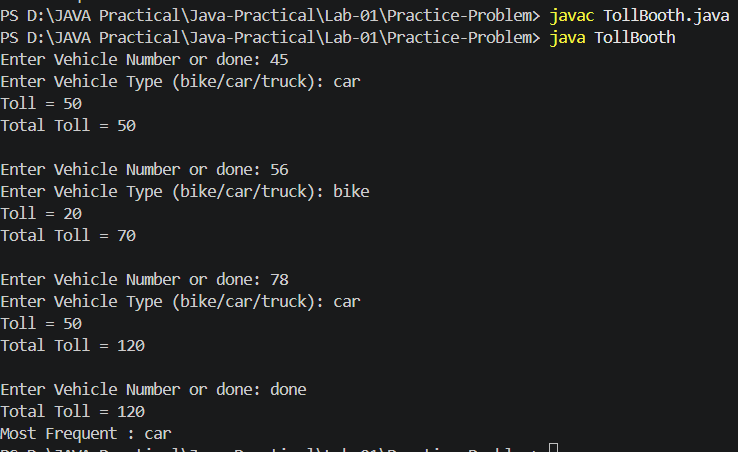 PS D:\JAVA Practical\Java-Practical\Lab-01\Practice-Problem> javac TollBooth.java
PS D:\JAVA Practical\Java-Practical\Lab-01\Practice-Problem> java TollBooth
Enter Vehicle Number or done: 45
Enter Vehicle Type (bike/car/truck): car
Toll = 50
Total Toll = 50
Enter Vehicle Number or done: 56
Enter Vehicle Type (bike/car/truck): bike
Toll = 20
Total Toll = 70
Enter Vehicle Number or done: 78
Enter Vehicle Type (bike/car/truck): car
Toll = 50
Total Toll = 120
Enter Vehicle Number or done: done
Total Toll = 120
Most Frequent : car
PS D:\JAVA Practical\Java-Practical\Lab-01\Practice-Problem>